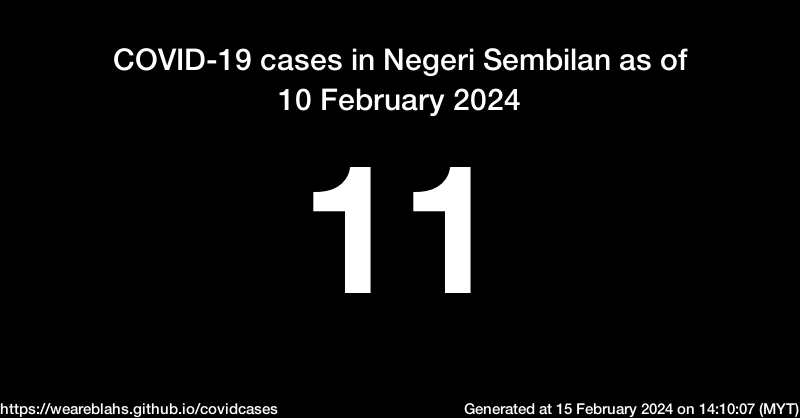 COVID-19 cases in Negeri Sembilan as of
10 February 2024
11
https://weareblahs.github.io/covidcases
Generated at 15 February 2024 on 14:10:07 (MYT)